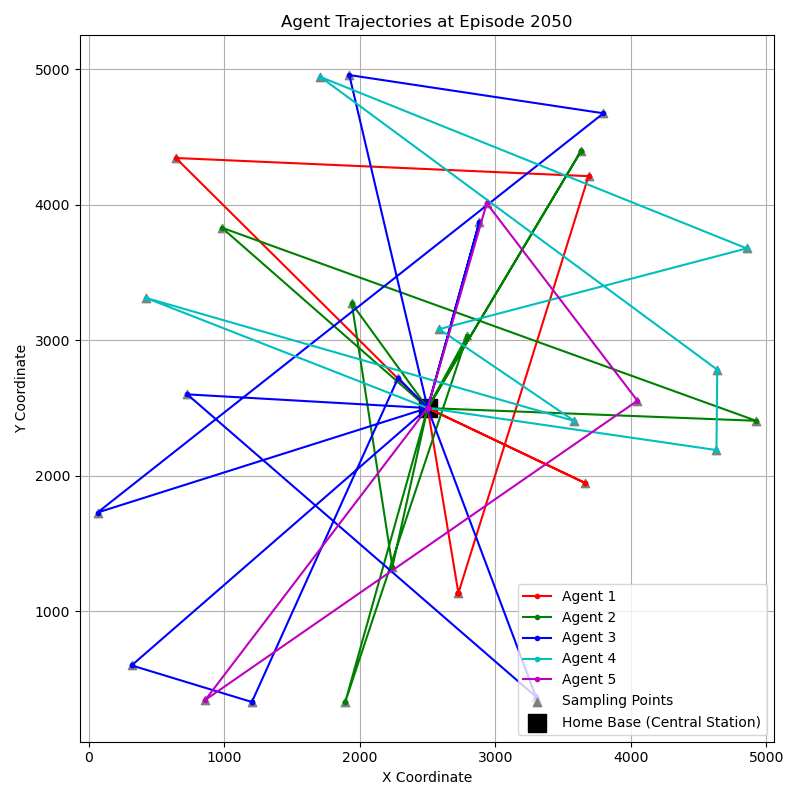 Agent Trajectories at Episode 2050
Y Coordinate
5000
4000
3000
2000
1000
0 1000 2000 3000 4000 5000
X Coordinate
Agent 1
Agent 2
Agent 3
Agent 4
Agent 5
Sampling Points
Home Base (Central Station)